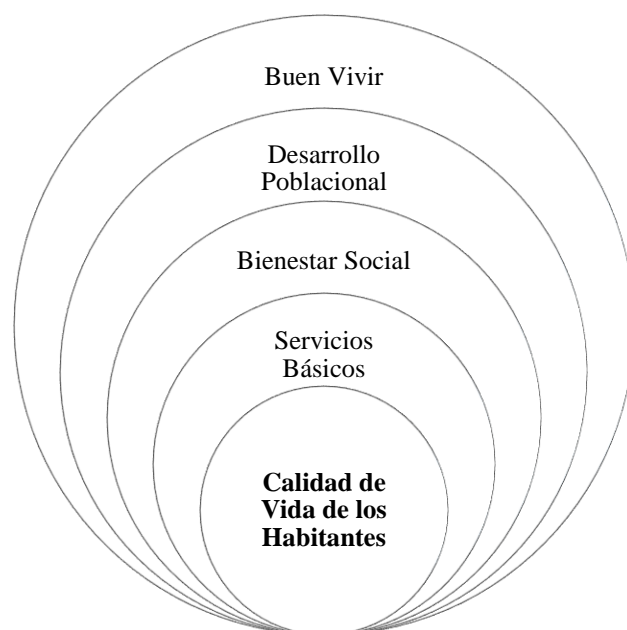 Buen Vivir
Desarrollo
Poblacional
Bienestar Social
Servicios
Básicos
Calidad de
Vida de los
Habitantes